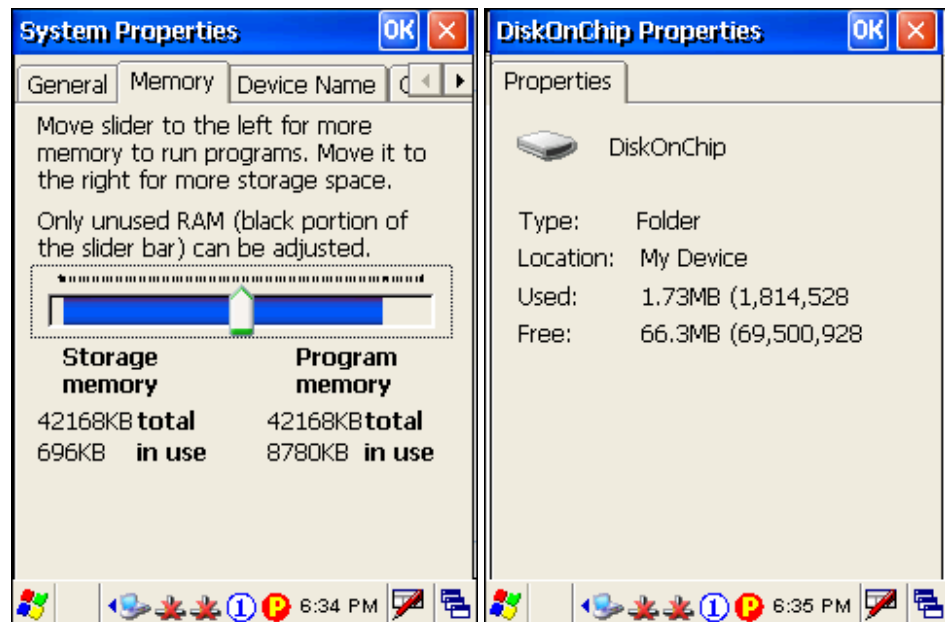 System Properties OK
General Memory Device Name
Move slider to the left for more
memory to run programs. Move it to
the right for more storage space.
Only unused RAM (black portion of
the slider bar) can be adjusted.
Storage memory
Program memory
42168KB total
42168KB total
696KB in use
8780KB in use
1 P 6:34 PM
DiskOnChip Properties OK
Properties
DiskOnChip
Type: Folder
Location: My Device
Used: 1.73MB (1,814,528
Free: 66.3MB (69,500,928
1 P 6:35 PM